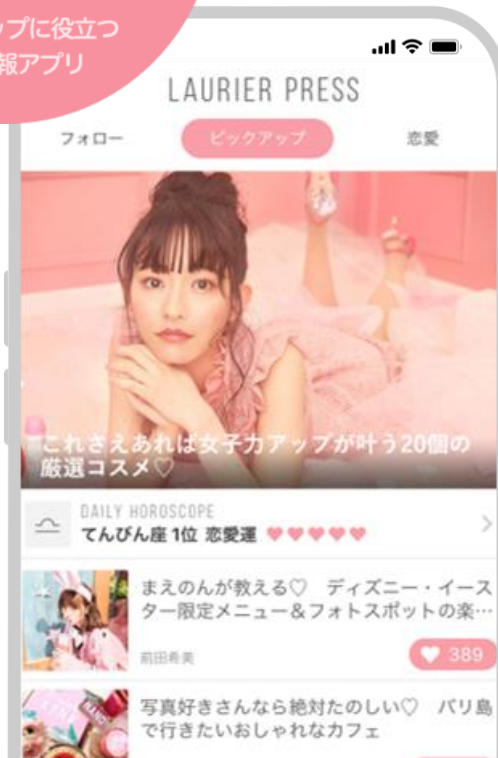 ップに役立つ
報アプリ
LAURIER PRESS
フォロー
ピックアップ
恋愛
これさえあれば女子力アップが叶う20個の
厳選コスメ♡
DAILY HOROSCOPE
てんびん座 1位 恋愛運 ♥♥♥♥♥
まえのんが教える♡ ディズニー・イース
ター限定メニュー&フォトスポットの楽…
前田希美
389
写真好きさんなら絶対たのしい♡ バリ島
で行きたいおしゃれなカフェ